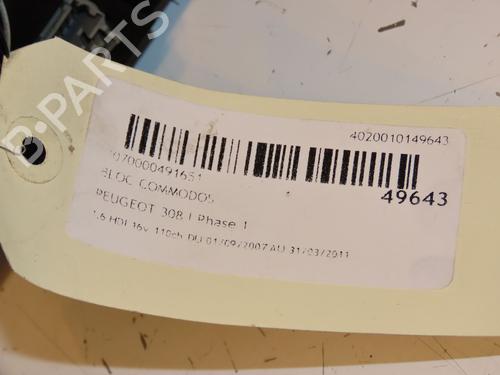 4020010149643
49643
2070000491651
BLOC COMMODOS
PEUGEOT 308 I Phase 1
1.6 HDI 16v 110ch DU 01/09/2007 AU 31/03/2011
B-PARTS